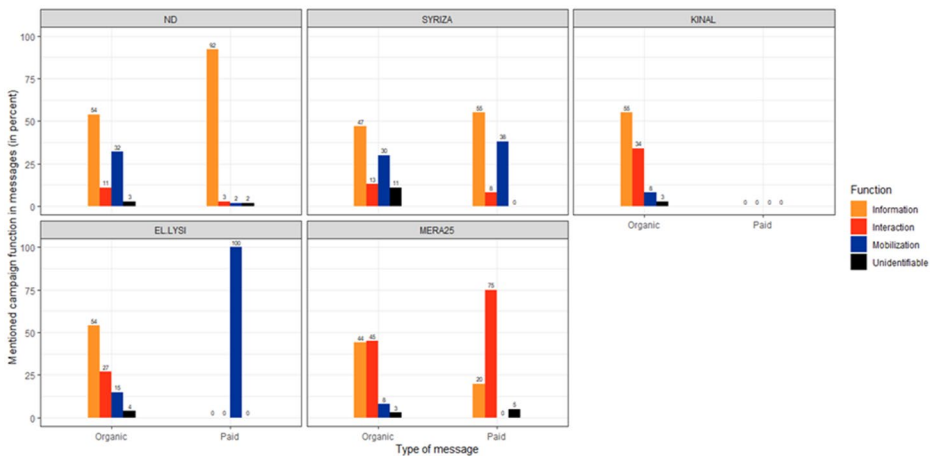 ND
SYRIZA
KINAL
100
75
50
25
0
54
11
32
3
92
3
2
2
47
13
30
11
55
8
38
0
55
34
8
3
0 0 0 0
Organic
Paid
Function
Information
Interaction
Mobilization
Unidentifiable
EL.LYSI
MERA25
100
75
50
25
0
54
27
15
4
0 0
100
0
44
45
8
3
20
75
0
5
Organic
Paid
Organic
Paid
Type of message
Mentioned campaign function in messages (in percent)